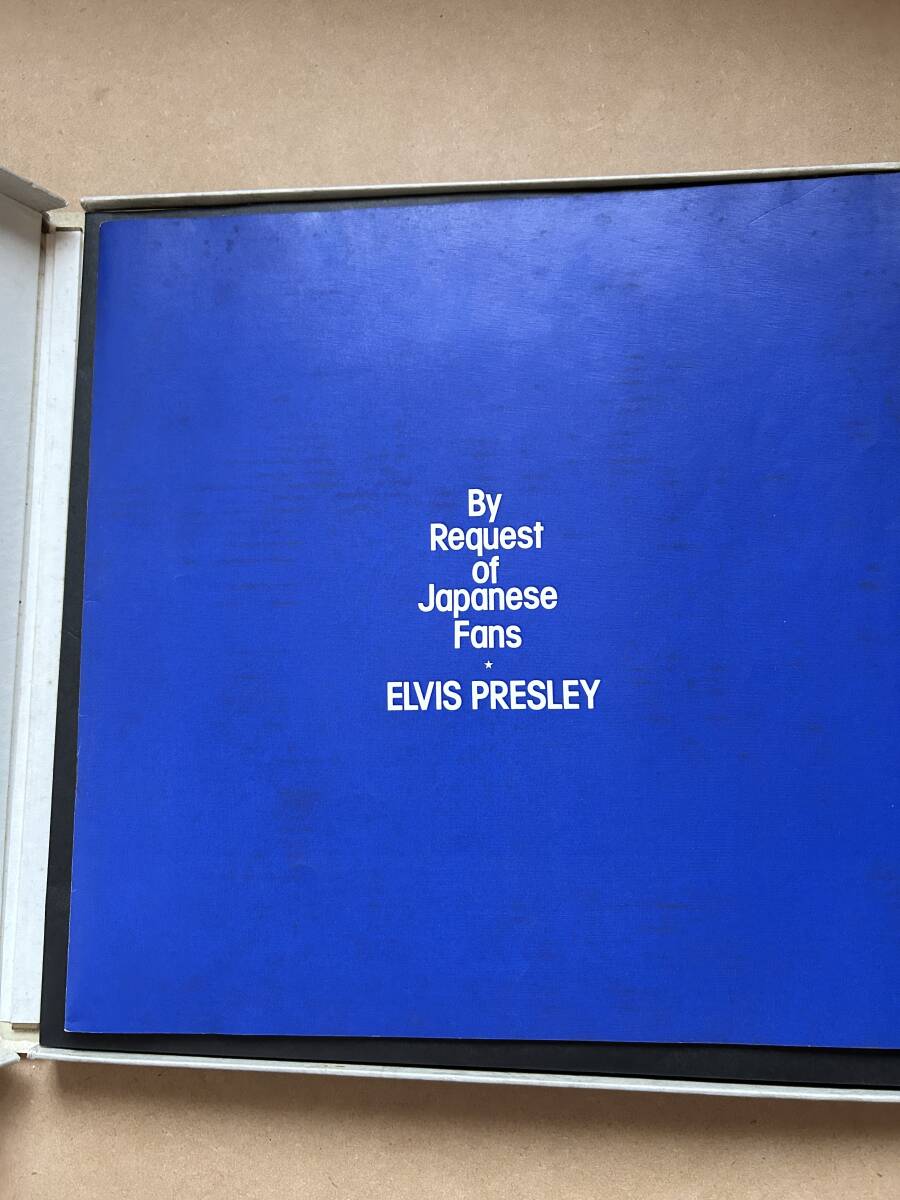 By
Request
of
Japanese
Fans
★
ELVIS PRESLEY